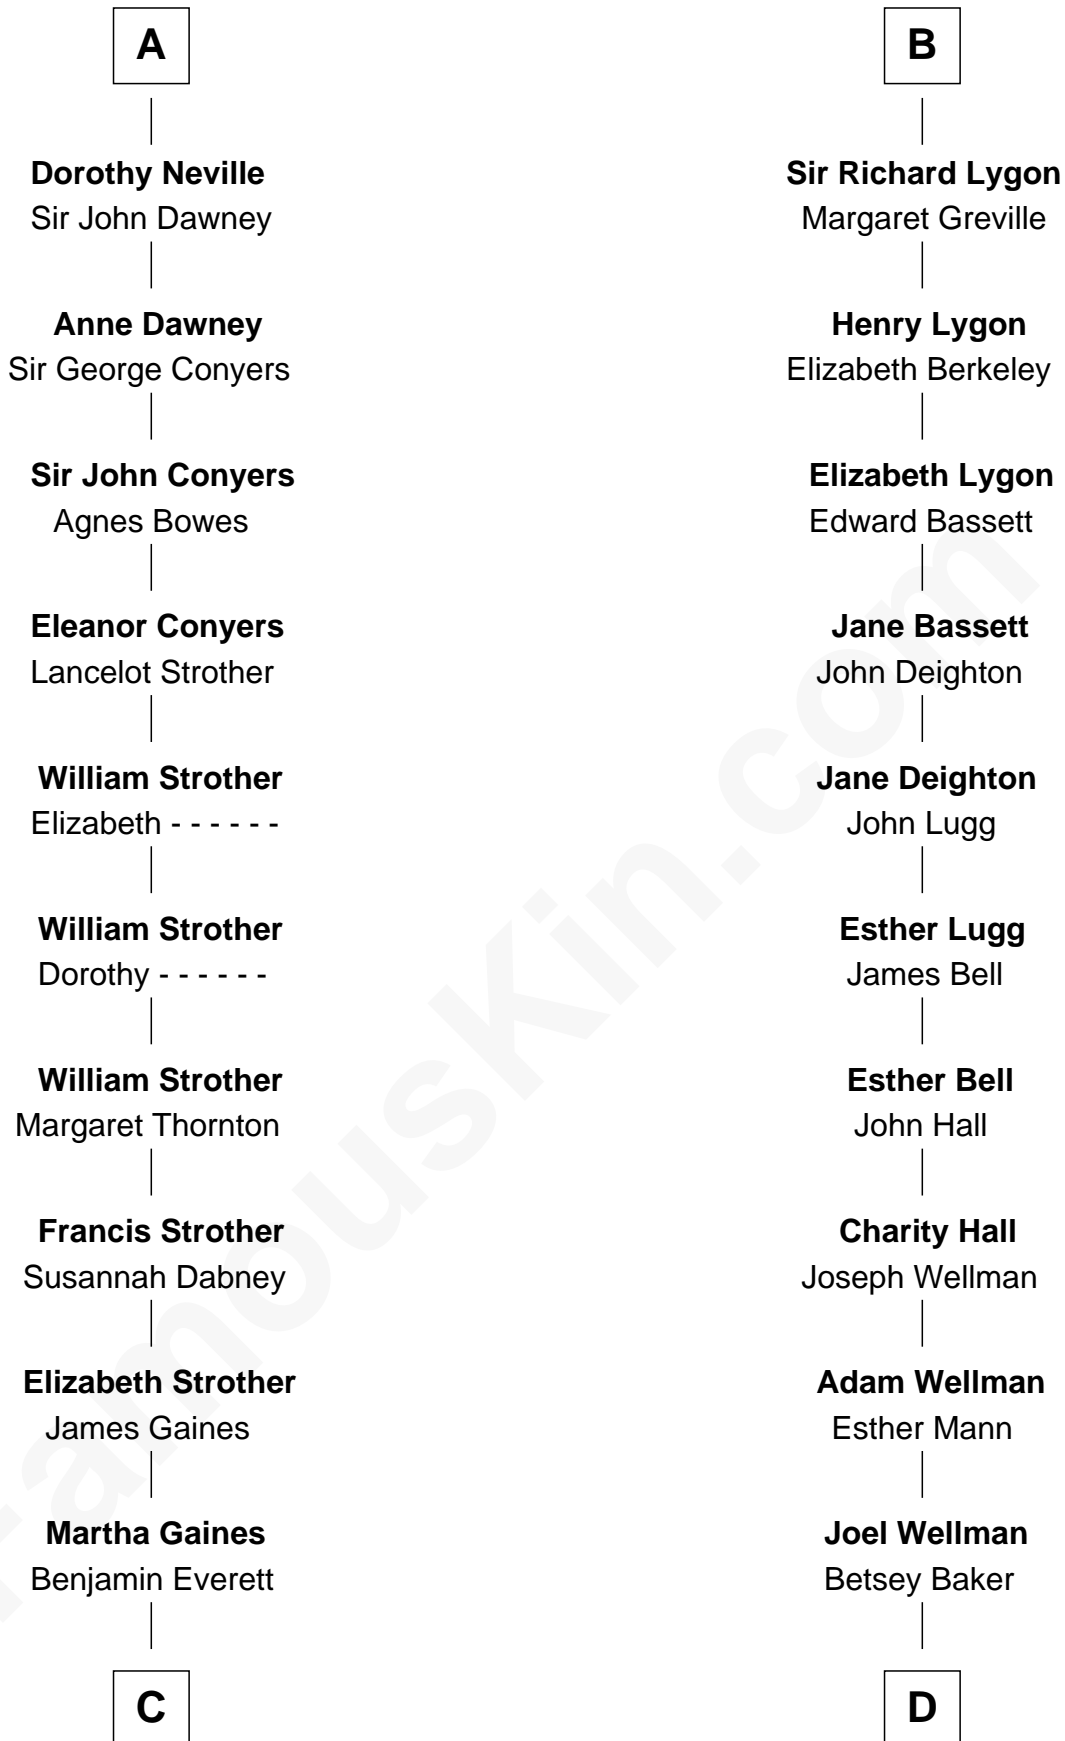 A
Dorothy Neville
Sir John Dawney
Anne Dawney
Sir George Conyers
Sir John Conyers
Agnes Bowes
Eleanor Conyers
Lancelot Strother
William Strother
Elizabeth - - - - - -
William Strother
Dorothy - - - - - -
William Strother
Margaret Thornton
Francis Strother
Susannah Dabney
Elizabeth Strother
James Gaines
Martha Gaines
Benjamin Everett
C
B
Sir Richard Lygon
Margaret Greville
Henry Lygon
Elizabeth Berkeley
Elizabeth Lygon
Edward Bassett
Jane Bassett
John Deighton
Jane Deighton
John Lugg
Esther Lugg
James Bell
Esther Bell
John Hall
Charity Hall
Joseph Wellman
Adam Wellman
Esther Mann
Joel Wellman
Betsey Baker
D
FamousKin.com